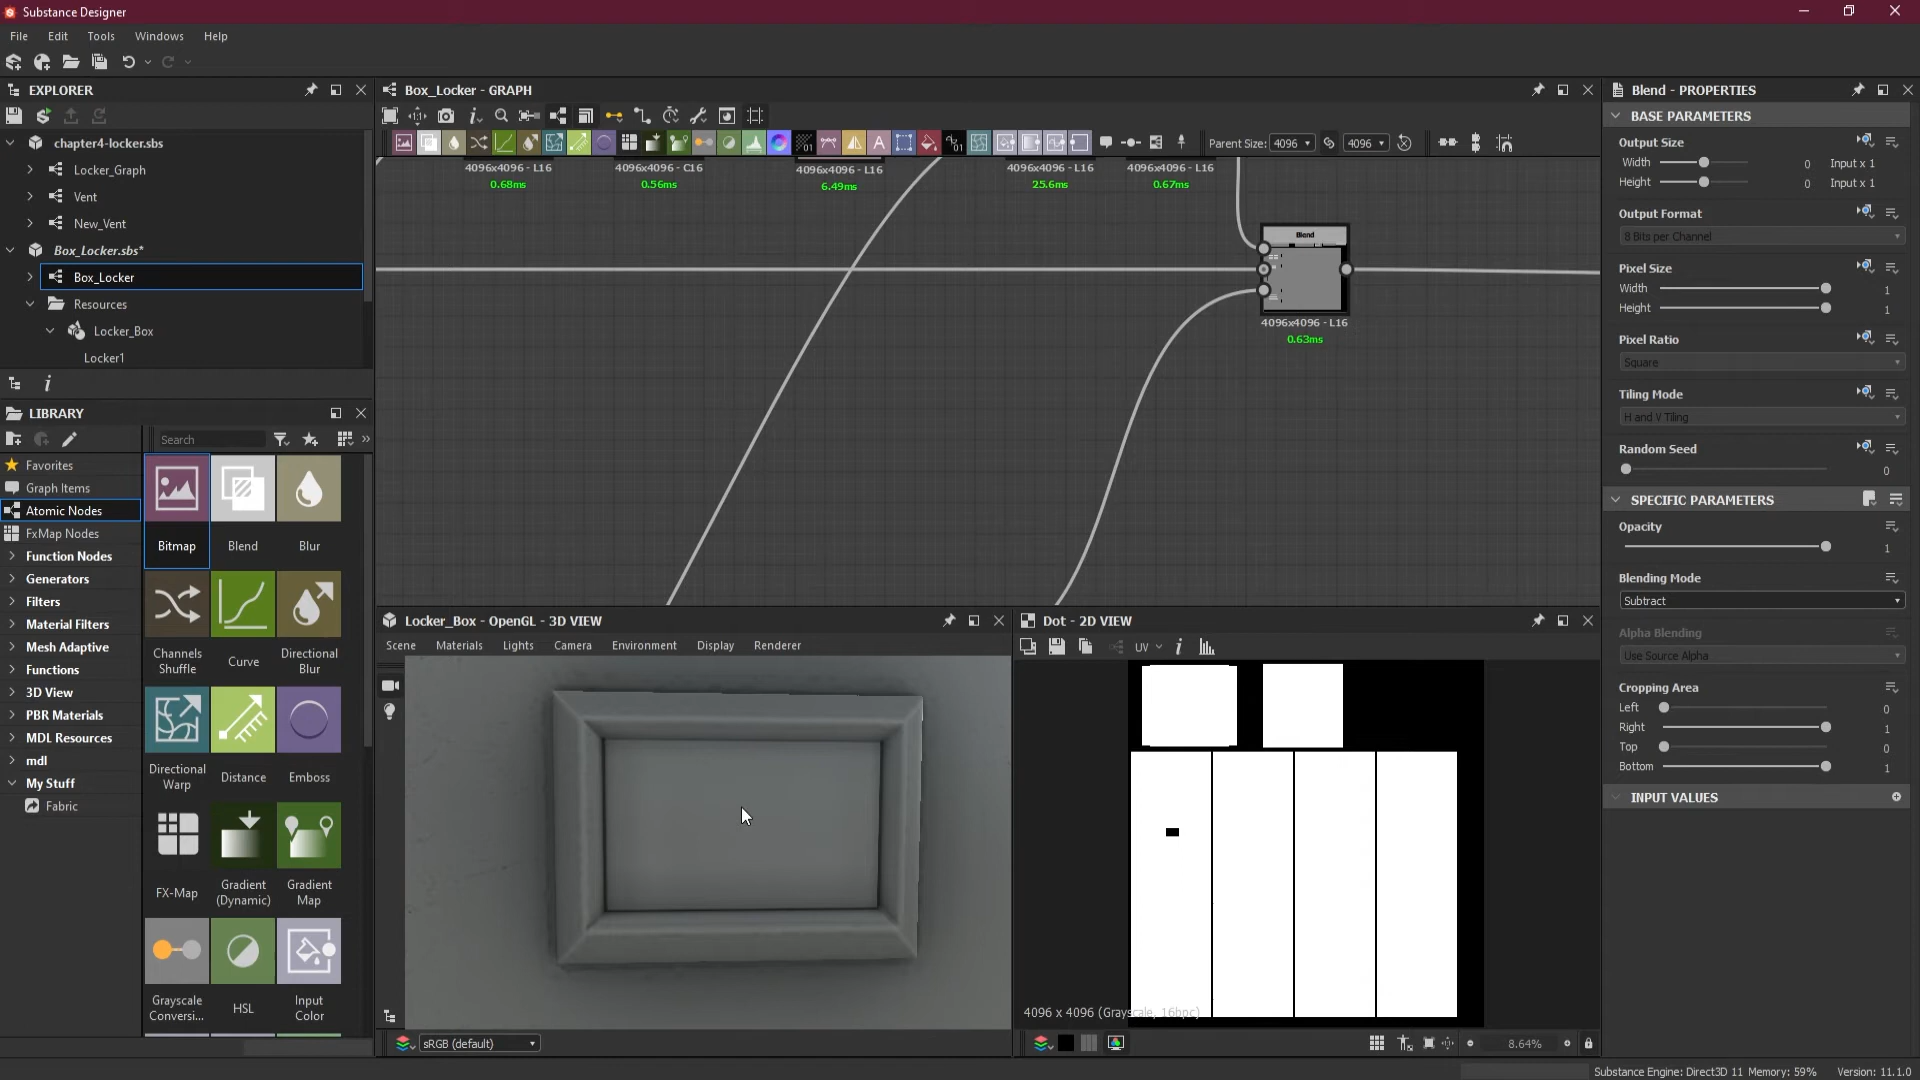 Substance Designer
File Edit Tools Windows Help
EXPLORER
chapter4-locker.sbs
Locker_Graph
Vent
New_Vent
Box_Locker.sbs*
Box_Locker
Resources
Locker_Box
Locker1
LIBRARY
Search
Favorites
Graph Items
Atomic Nodes
FxMap Nodes
Function Nodes
Generators
Filters
Material Filters
Mesh Adaptive
Functions
3D View
PBR Materials
MDL Resources
mdl
My Stuff
Fabric
Bitmap
Blend
Blur
Channels Shuffle
Curve
Directional Blur
Directional Warp
Distance
Emboss
FX-Map
Gradient (Dynamic)
Gradient Map
Grayscale Conversi...
HSL
Input Color
Box_Locker - GRAPH
Parent Size: 4096 4096
4096x4096 - L16
0.68ms
4096x4096 - C16
0.56ms
4096x4096 - L16
6.49ms
4096x4096 - L16
25.6ms
4096x4096 - L16
0.67ms
Blend
4096x4096 - L16
0.63ms
Locker_Box - OpenGL - 3D VIEW
Scene Materials Lights Camera Environment Display Renderer
sRGB (default)
Dot - 2D VIEW
UV
4096 x 4096 (Grayscale, 16bpc)
8.64%
Blend - PROPERTIES
BASE PARAMETERS
Output Size
Width 0 Input x 1
Height 0 Input x 1
Output Format
8 Bits per Channel
Pixel Size
Width 1
Height 1
Pixel Ratio
Square
Tiling Mode
H and V Tiling
Random Seed
0
SPECIFIC PARAMETERS
Opacity
1
Blending Mode
Subtract
Alpha Blending
Use Source Alpha
Cropping Area
Left 0
Right 1
Top 0
Bottom 1
INPUT VALUES
Substance Engine: Direct3D 11 Memory: 59% Version: 11.1.0